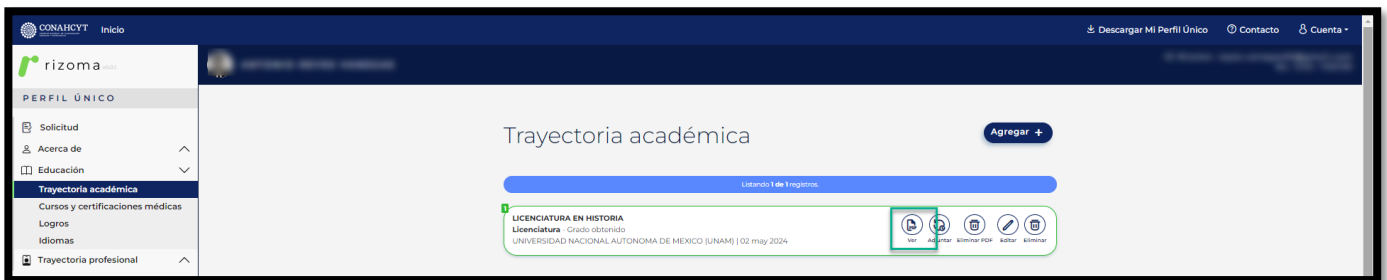 CONAHCYT Inicio Descargar Mi Perfil Único Contacto Cuenta
rizoma
PERFIL ÚNICO
Solicitud
Acerca de
Educación
Trayectoria académica
Cursos y certificaciones médicas
Logros
Idiomas
Trayectoria profesional
Trayectoria académica
Agregar +
Listando 1 de 1 registros.
1
LICENCIATURA EN HISTORIA
Licenciatura - Grado obtenido
UNIVERSIDAD NACIONAL AUTONOMA DE MEXICO (UNAM) | 02 may 2024
Ver Adjuntar Eliminar PDF Editar Eliminar